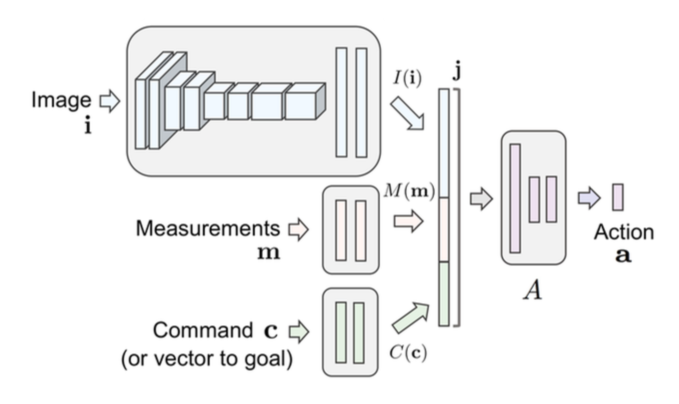 Image
i
I(i)
j
Measurements
m
M(m)
Command c
(or vector to goal)
C(c)
A
Action
a